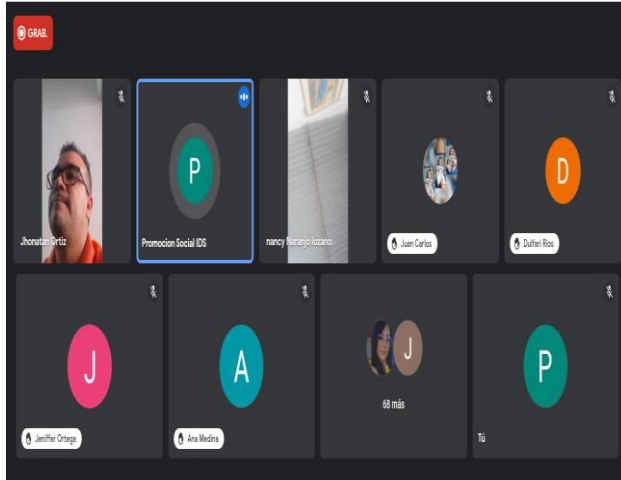 GRAB.
P
D
Jhonatan Ortiz
Promocion Social IDS
nancy Naranjo lozano
Juan Carlos
Dulfari Rios
J
A
J
P
68 más
Jeniffer Ortega
Ana Medina
Tú